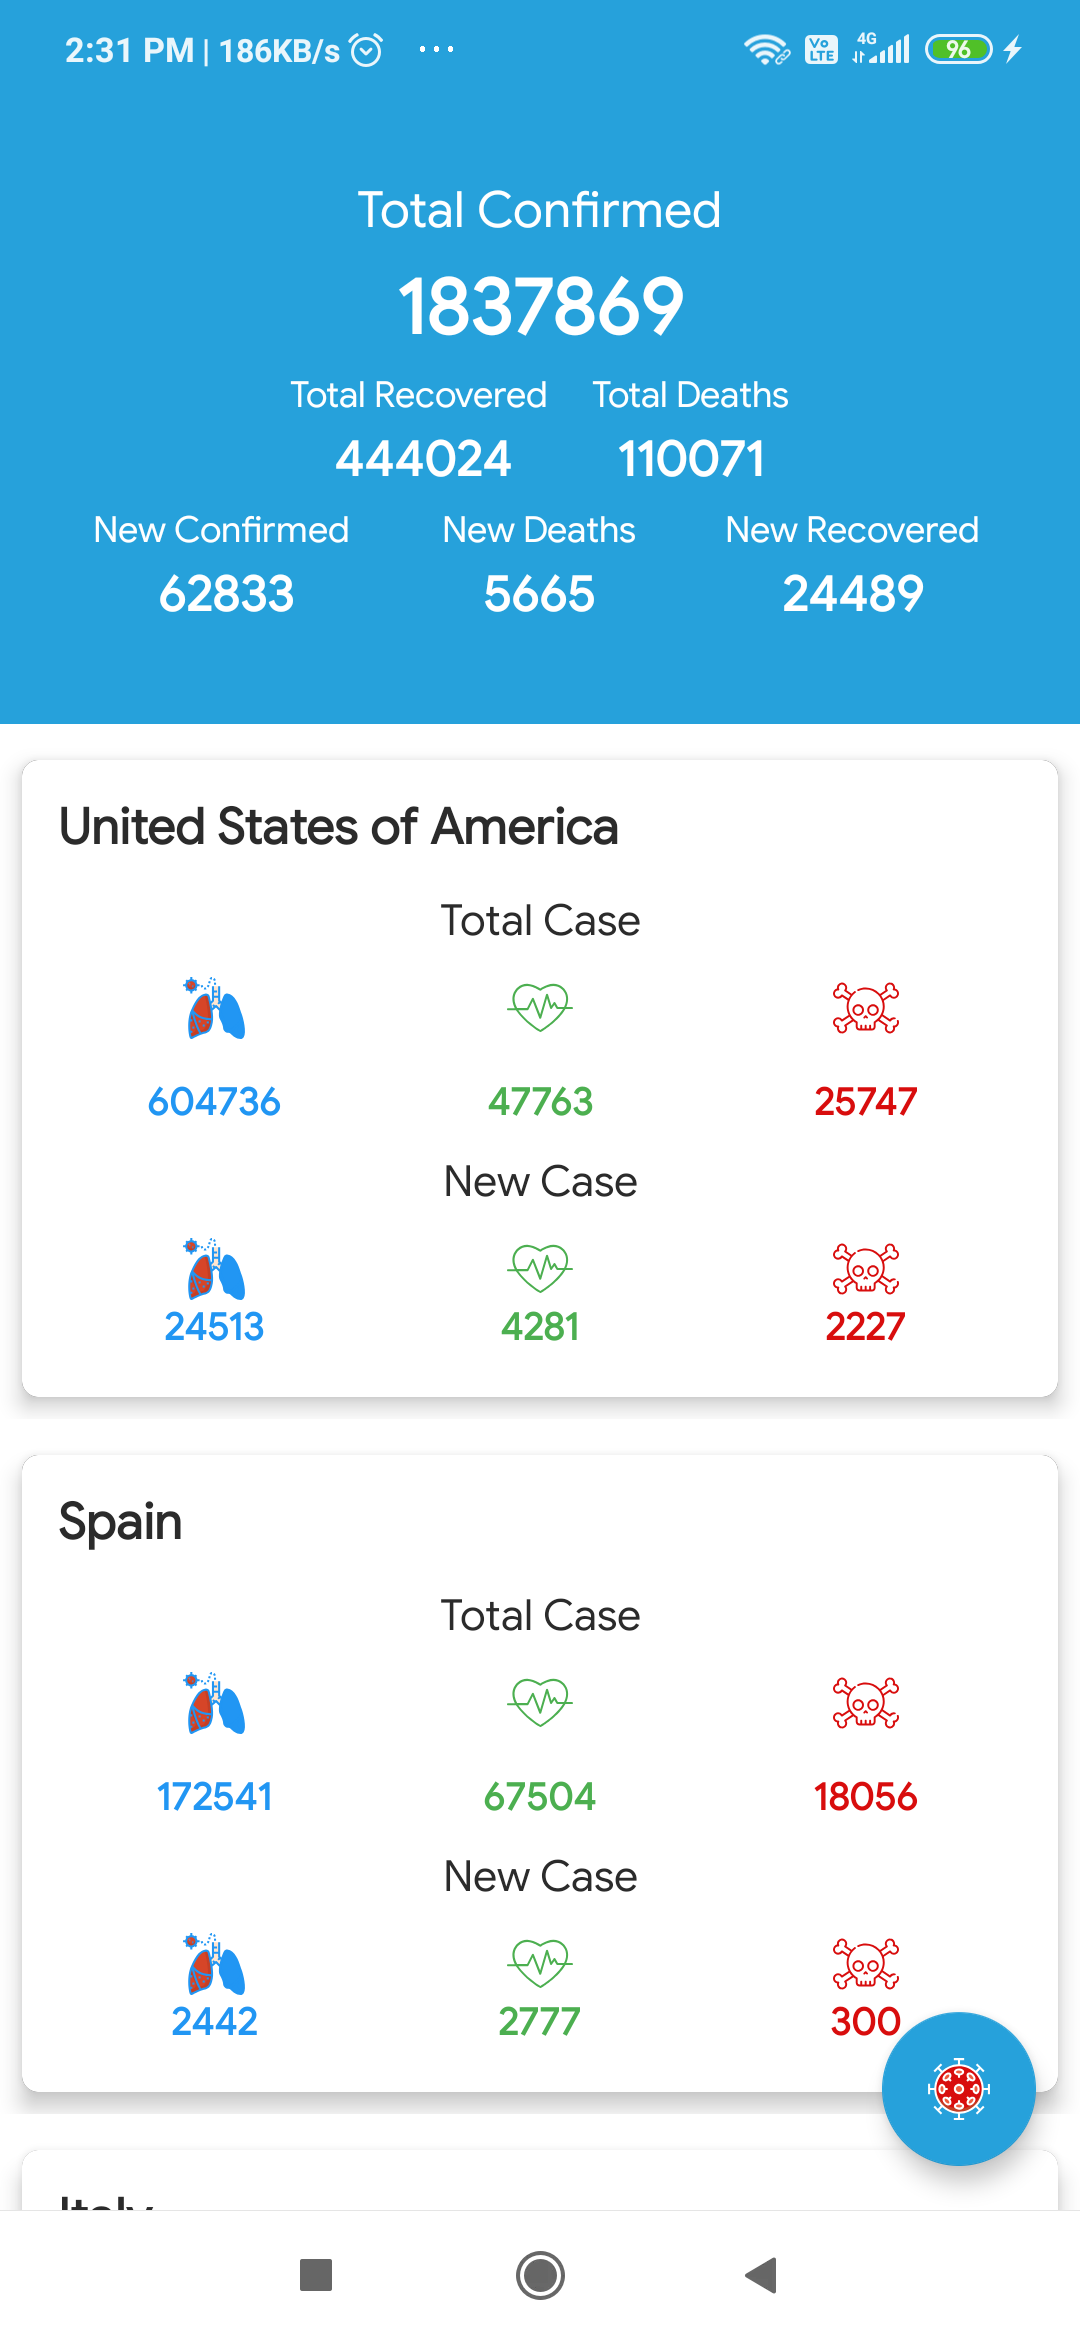 2:31 PM | 186KB/s ...
Vo LTE 4G 96
Total Confirmed
1837869
Total Recovered Total Deaths
444024 110071
New Confirmed New Deaths New Recovered
62833 5665 24489
United States of America
Total Case
604736 47763 25747
New Case
24513 4281 2227
Spain
Total Case
172541 67504 18056
New Case
2442 2777 300
Italy